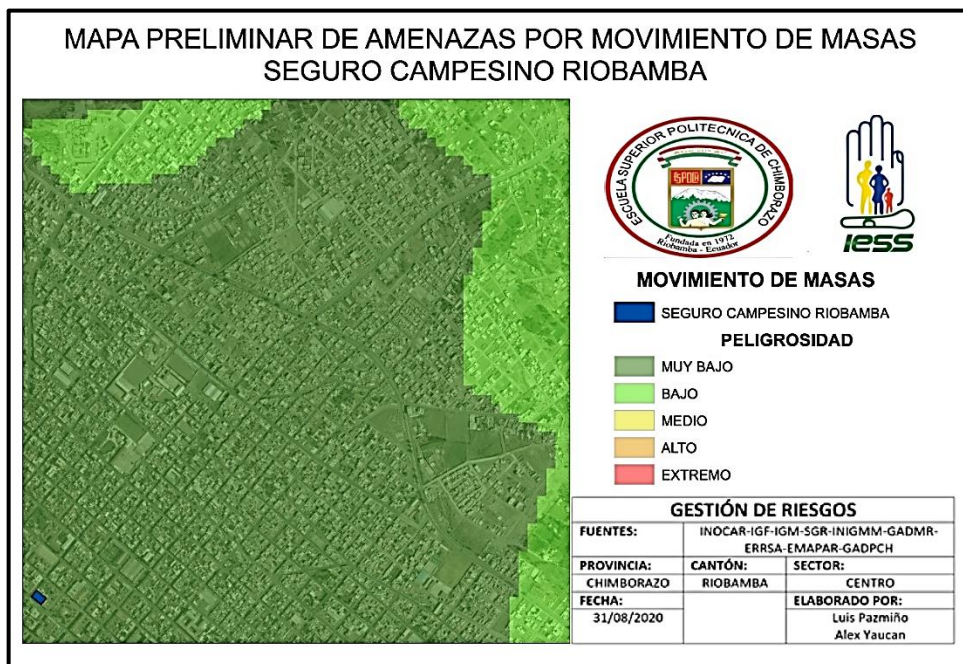 MAPA PRELIMINAR DE AMENAZAS POR MOVIMIENTO DE MASAS
SEGURO CAMPESINO RIOBAMBA
ESCUELA SUPERIOR POLITECNICA DE CHIMBORAZO
ESPOCH
Fundada en 1972
Riobamba - Ecuador
IESS
MOVIMIENTO DE MASAS
SEGURO CAMPESINO RIOBAMBA
PELIGROSIDAD
MUY BAJO
BAJO
MEDIO
ALTO
EXTREMO
GESTIÓN DE RIESGOS
FUENTES: INOCAR-IGF-IGM-SGR-INIGMM-GADMR-
ERRSA-EMAPAR-GADPCH
PROVINCIA: CANTÓN: SECTOR:
CHIMBORAZO RIOBAMBA CENTRO
FECHA: ELABORADO POR:
31/08/2020 Luis Pazmiño
Alex Yaucan